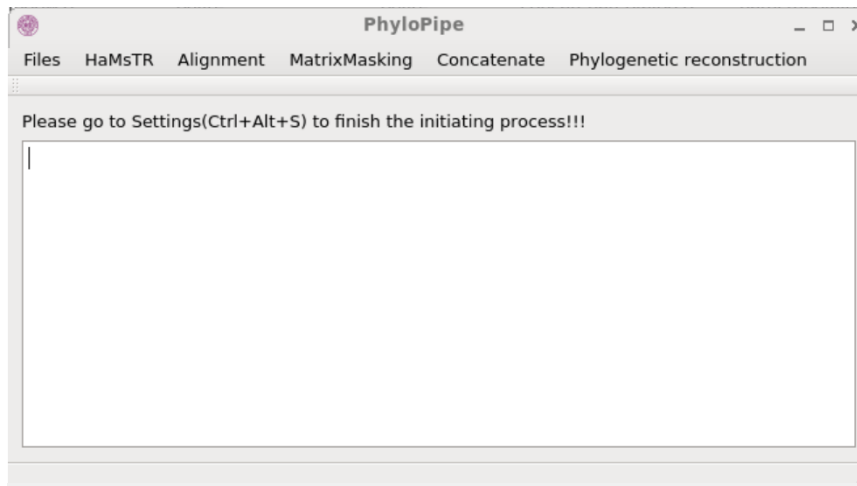 PhyloPipe
Files HaMsTR Alignment MatrixMasking Concatenate Phylogenetic reconstruction
Please go to Settings(Ctrl+Alt+S) to finish the initiating process!!!